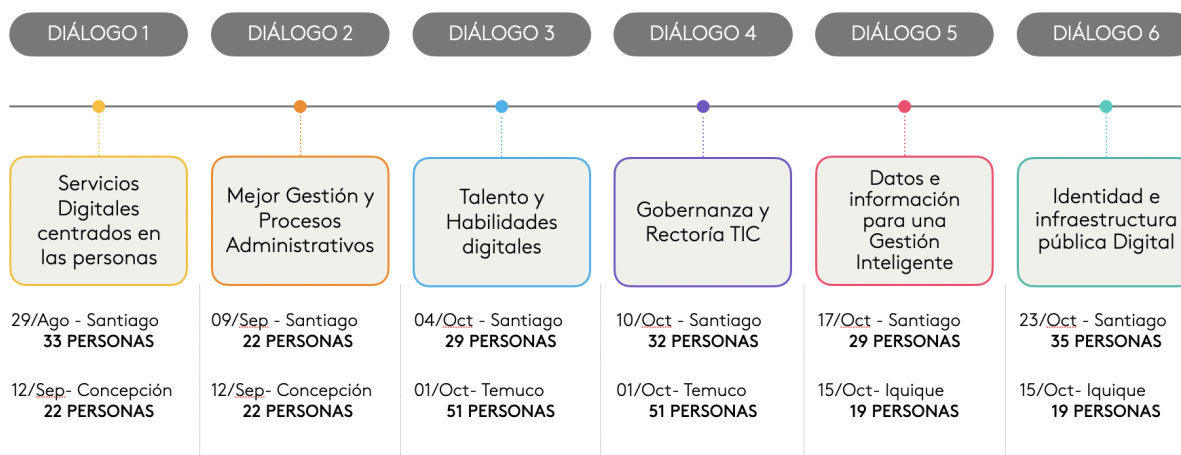 DIÁLOGO 1
DIÁLOGO 2
DIÁLOGO 3
DIÁLOGO 4
DIÁLOGO 5
DIÁLOGO 6
Servicios
Digitales
centrados en
las personas
Mejor Gestión y
Procesos
Administrativos
Talento y
Habilidades
digitales
Gobernanza y
Rectoría TIC
Datos e
información
para una
Gestión
Inteligente
Identidad e
infraestructura
pública Digital
29/Ago - Santiago
33 PERSONAS
12/Sep- Concepción
22 PERSONAS
09/Sep - Santiago
22 PERSONAS
12/Sep- Concepción
22 PERSONAS
04/Oct - Santiago
29 PERSONAS
01/Oct- Temuco
51 PERSONAS
10/Oct - Santiago
32 PERSONAS
01/Oct- Temuco
51 PERSONAS
17/Oct - Santiago
29 PERSONAS
15/Oct- Iquique
19 PERSONAS
23/Oct - Santiago
35 PERSONAS
15/Oct- Iquique
19 PERSONAS